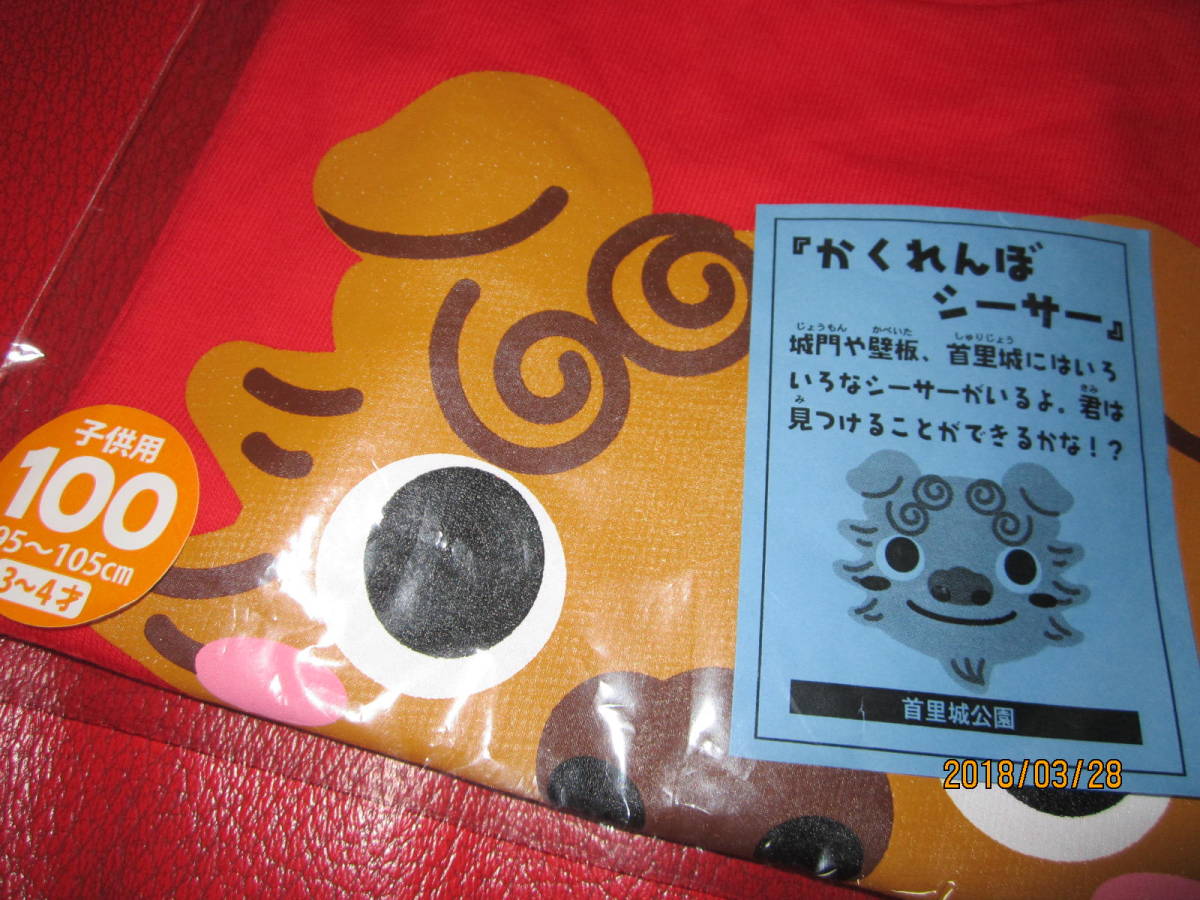 『かくれんぼ
シーサー』
じょうもん かべいた しゅりじょう
城門や壁板、首里城にはいろ
きみ
いろなシーサーがいるよ。君は
み
見つけることができるかな！？
首里城公園
子供用
100
95～105cm
3～4才
2018/03/28